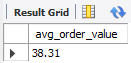 Result Grid
avg_order_value
38.31